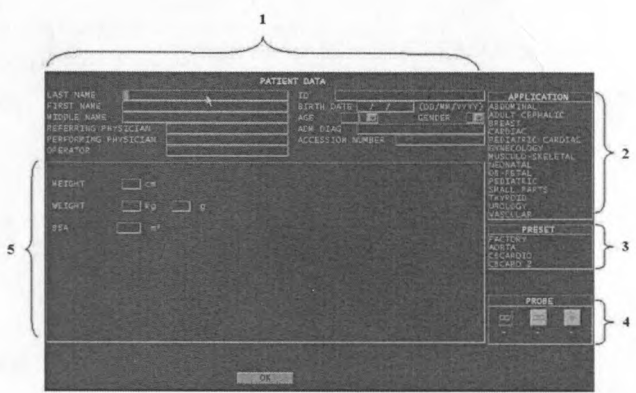 1
PATIENT DATA
LAST NAME
ID
FIRST NAME
BIRTH DATE / / (DD/MM/YYYY)
MIDDLE NAME
AGE
GENDER
REFERRING PHYSICIAN
ADM DIAG
PERFORMING PHYSICIAN
ACCESSION NUMBER
OPERATOR
HEIGHT cm
WEIGHT kg g
BSA m²
5
OK
APPLICATION
ABDOMINAL
ADULT CEPHALIC
BREAST
CARDIAC
PEDIATRIC CARDIAC
GYNECOLOGY
MUSCULO-SKELETAL
NEONATAL
OB-FETAL
PEDIATRIC
SMALL PARTS
THYROID
UROLOGY
VASCULAR
2
PRESET
FACTORY
AORTA
CBCAROID
CBCARD 2
3
PROBE
4